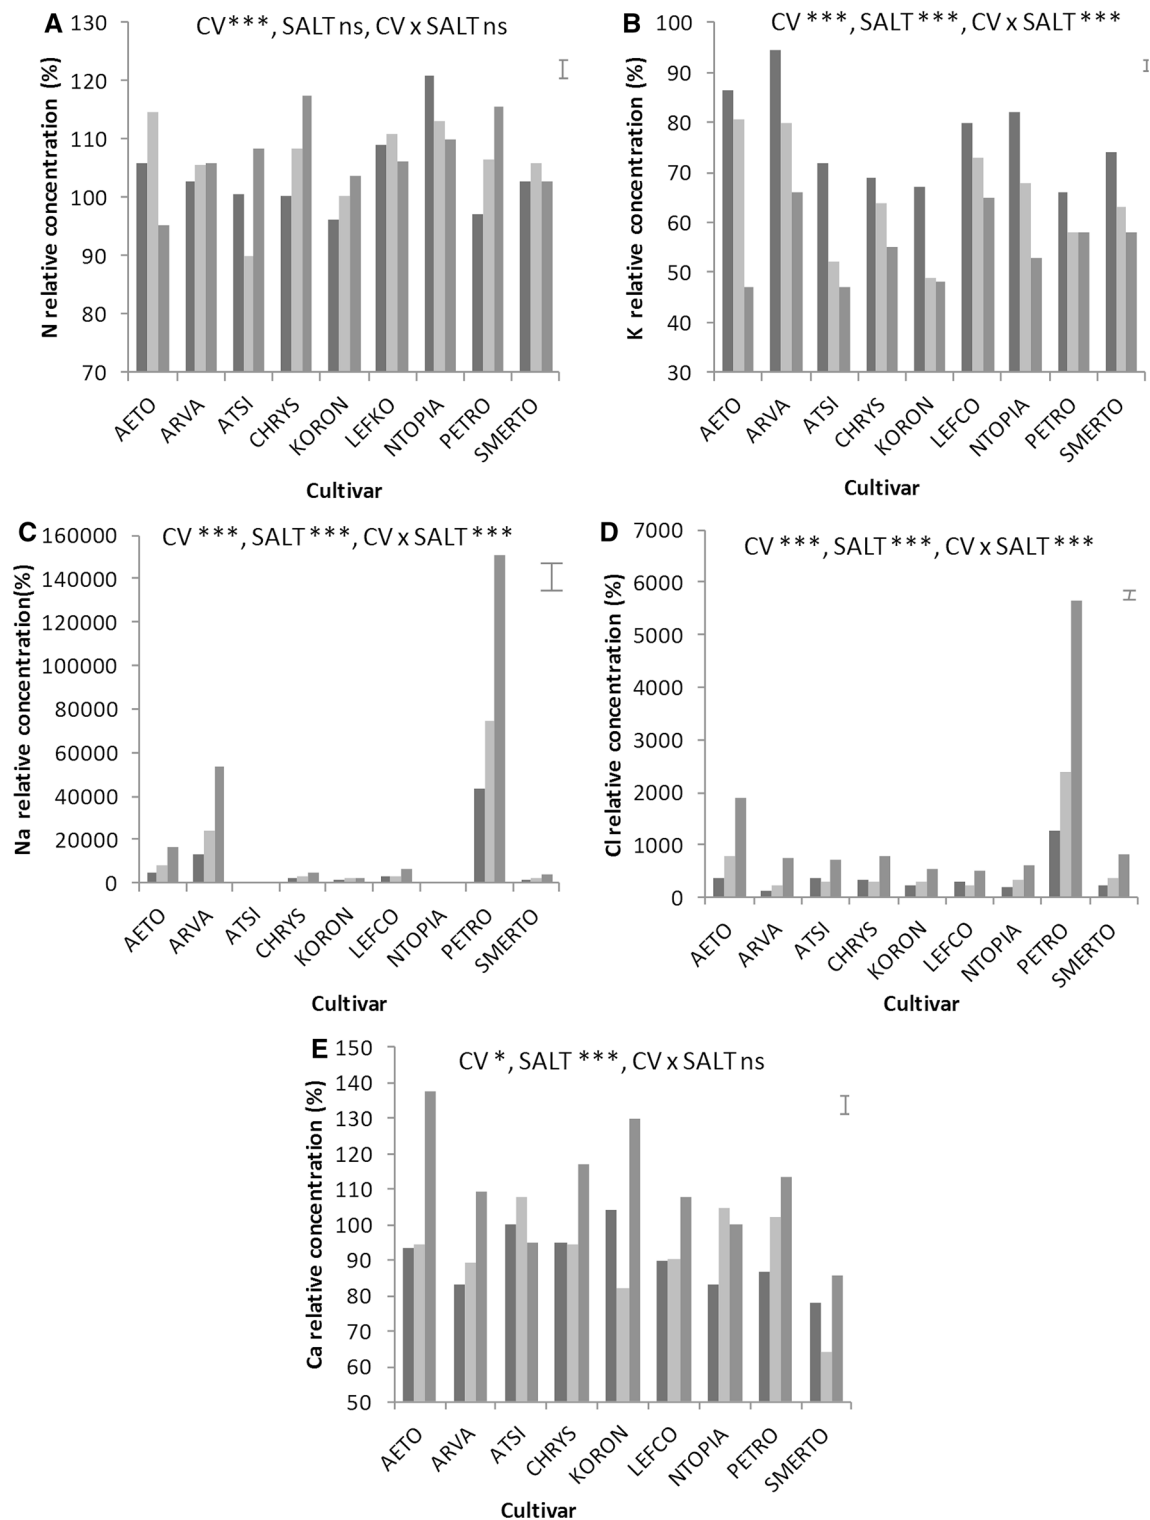 A
CV ***, SALT ns, CV x SALT ns
N relative concentration (%)
130
120
110
100
90
80
70
AETO
ARVA
ATSI
CHRYS
KORON
LEFKO
NTOPIA
PETRO
SMERTO
Cultivar
B
CV ***, SALT ***, CV x SALT ***
K relative concentration (%)
100
90
80
70
60
50
40
30
AETO
ARVA
ATSI
CHRYS
KORON
LEFCO
NTOPIA
PETRO
SMERTO
Cultivar
C
CV ***, SALT ***, CV x SALT ***
Na relative concentration(%)
160000
140000
120000
100000
80000
60000
40000
20000
0
AETO
ARVA
ATSI
CHRYS
KORON
LEFCO
NTOPIA
PETRO
SMERTO
Cultivar
D
CV ***, SALT ***, CV x SALT ***
Cl relative concentration (%)
7000
6000
5000
4000
3000
2000
1000
0
AETO
ARVA
ATSI
CHRYS
KORON
LEFCO
NTOPIA
PETRO
SMERTO
Cultivar
E
CV *, SALT ***, CV x SALT ns
Ca relative concentration (%)
150
140
130
120
110
100
90
80
70
60
50
AETO
ARVA
ATSI
CHRYS
KORON
LEFCO
NTOPIA
PETRO
SMERTO
Cultivar